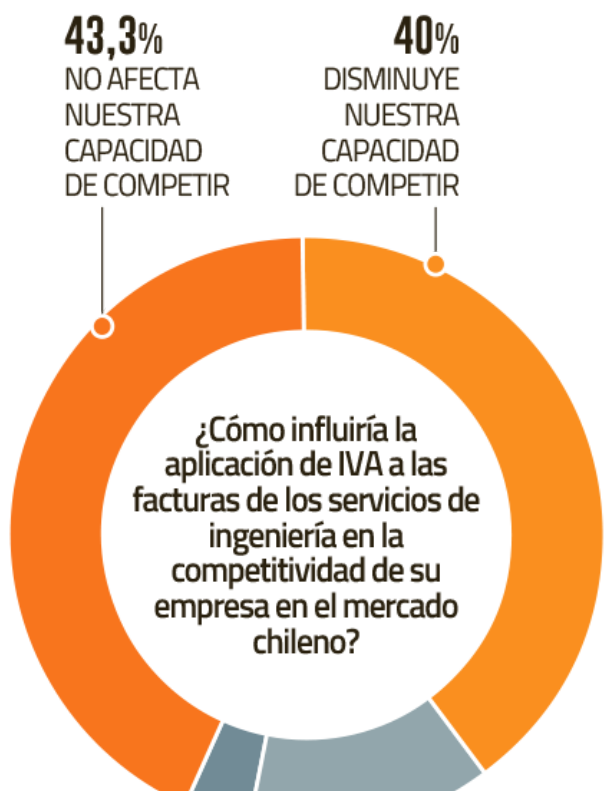 43,3%
NO AFECTA
NUESTRA
CAPACIDAD
DE COMPETIR
40%
DISMINUYE
NUESTRA
CAPACIDAD
DE COMPETIR
¿Cómo influiría la
aplicación de IVA a las
facturas de los servicios de
ingeniería en la
competitividad de su
empresa en el mercado
chileno?